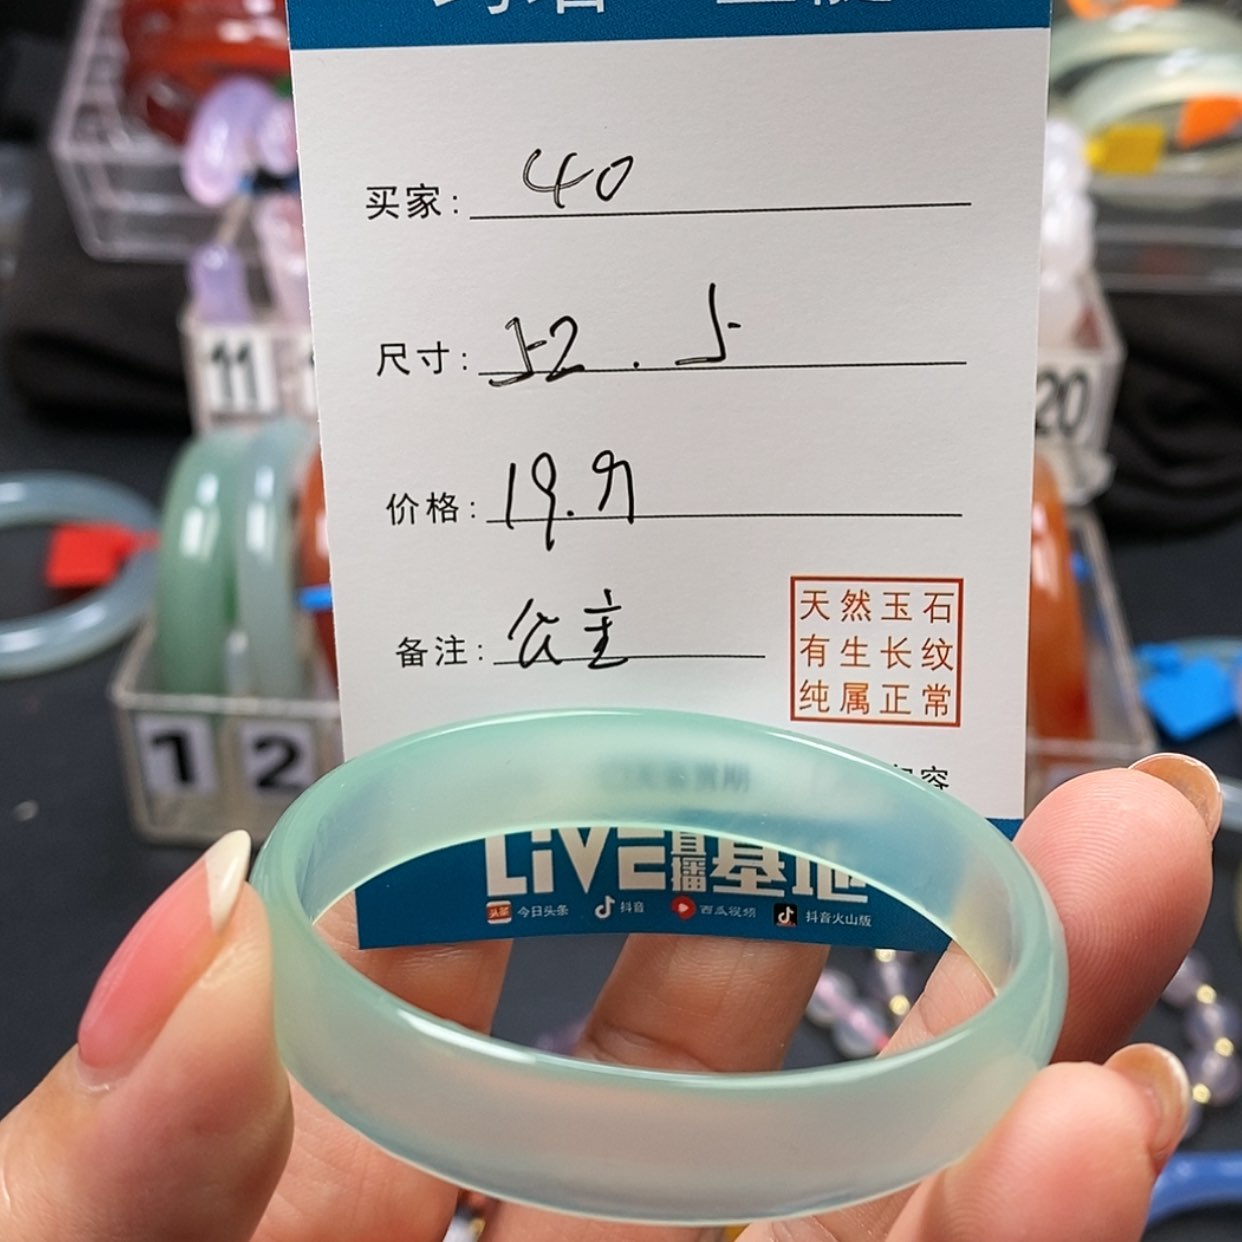 买家: 40
尺寸: 52.5
价格: 19.9
备注: 公主
天然玉石
有生长纹
纯属正常
LiVE直播基地
头条 今日头条 抖音 西瓜视频 抖音火山版
11
20
1 2